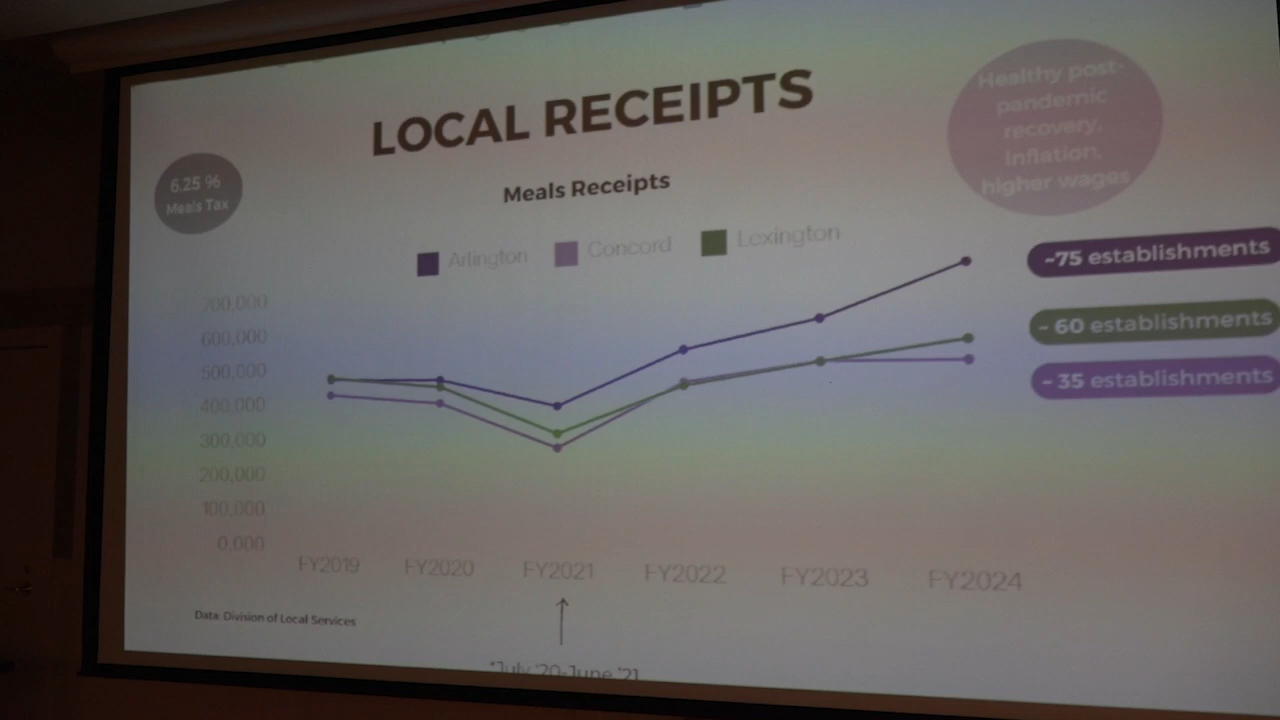 LOCAL RECEIPTS
Healthy post-
pandemic
recovery,
Inflation,
higher wages
6.25 %
Meals Tax
Meals Receipts
Arlington
Concord
Lexington
~75 establishments
~ 60 establishments
~ 35 establishments
700,000
600,000
500,000
400,000
300,000
200,000
100,000
0,000
FY2019
FY2020
FY2021
FY2022
FY2023
FY2024
Data: Division of Local Services
*July '20-June '21